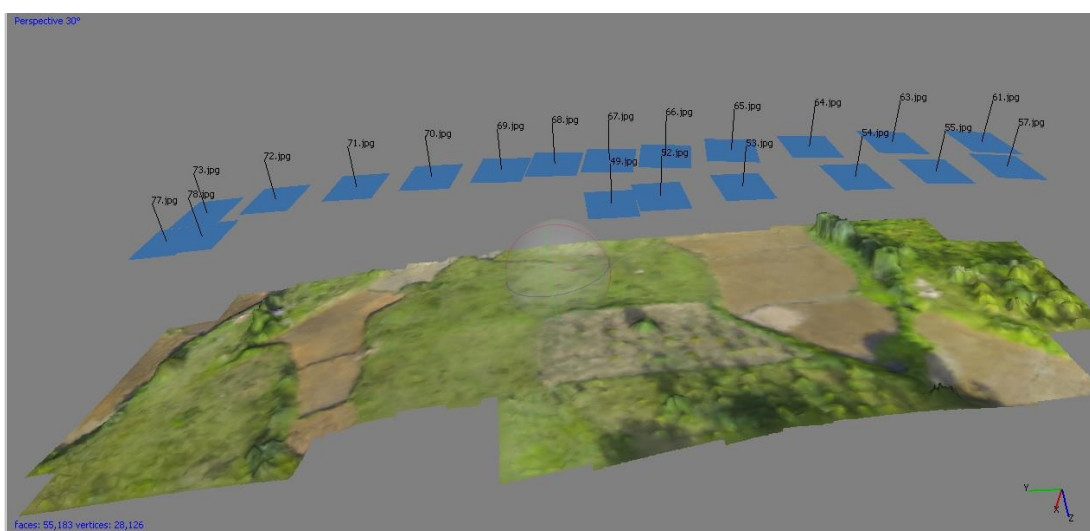 Perspective 30°
61.jpg
63.jpg
64.jpg
65.jpg
66.jpg
67.jpg
68.jpg
69.jpg
70.jpg
71.jpg
72.jpg
73.jpg
57.jpg
55.jpg
54.jpg
53.jpg
52.jpg
49.jpg
78.jpg
77.jpg
Y
X
Z
faces: 55,183 vertices: 28,126